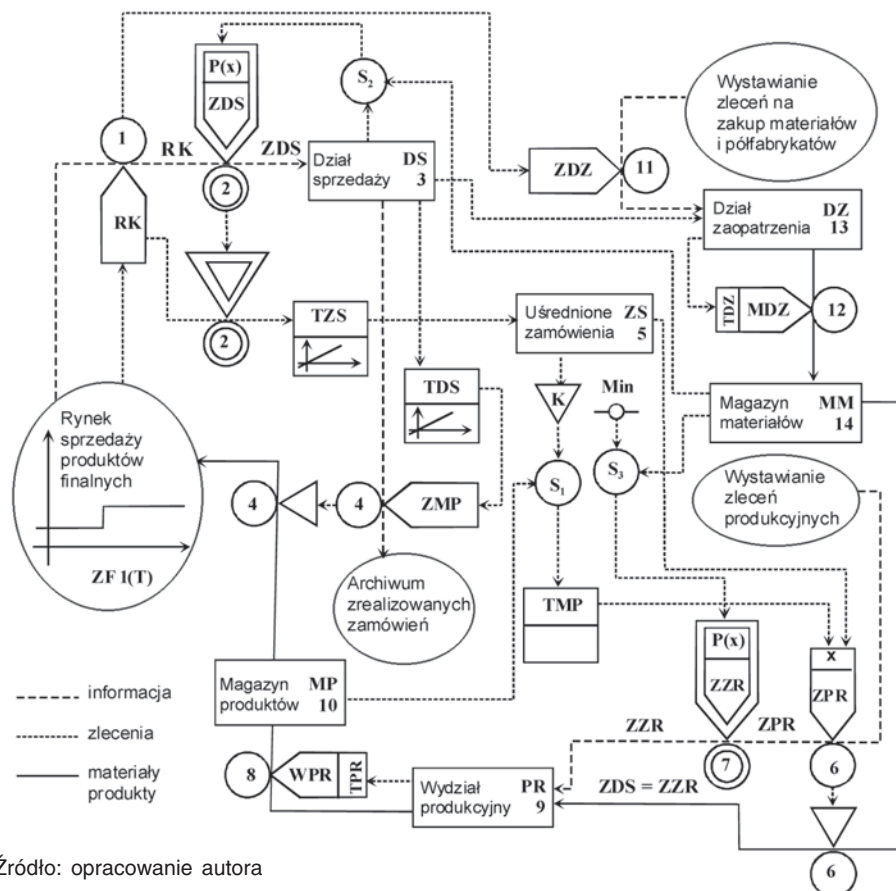 P(x)
ZDS
S2
Wystawianie
zleceń na
zakup materiałów
i półfabrykatów
1
RK
ZDS
2
Dział DS
sprzedaży 3
ZDZ
11
RK
Dział DZ
zaopatrzenia 13
TDZ
MDZ
12
2
TZS
Uśrednione ZS
zamówienia 5
TDS
K
Min
Magazyn MM
materiałów 14
Rynek
sprzedaży
produktów
finalnych
ZF 1(T)
S1
S3
Wystawianie
zleceń
produkcyjnych
4
4
ZMP
Archiwum
zrealizowanych
zamówień
TMP
P(x)
ZZR
x
ZPR
informacja
zlecenia
materiały
produkty
Magazyn MP
produktów 10
ZZR
ZPR
7
6
8
WPR
TPR
Wydział PR
produkcyjny 9
ZDS = ZZR
6
Źródło: opracowanie autora